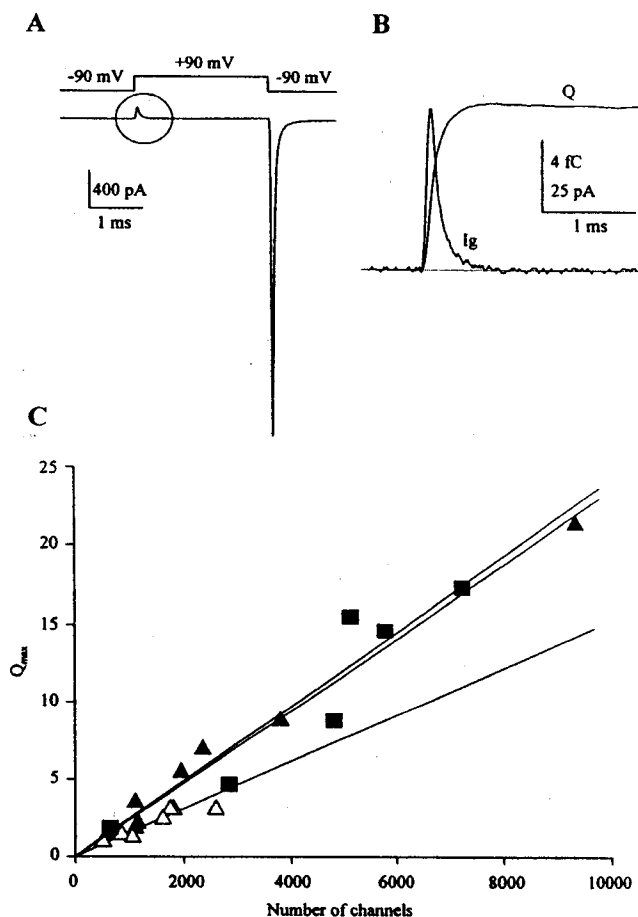 A
B
+90 mV
-90 mV
-90 mV
400 pA
1 ms
Q
4 fC
25 pA
1 ms
Ig
C
25
20
15
10
5
0
Qmax
0
2000
4000
6000
8000
10000
Number of channels